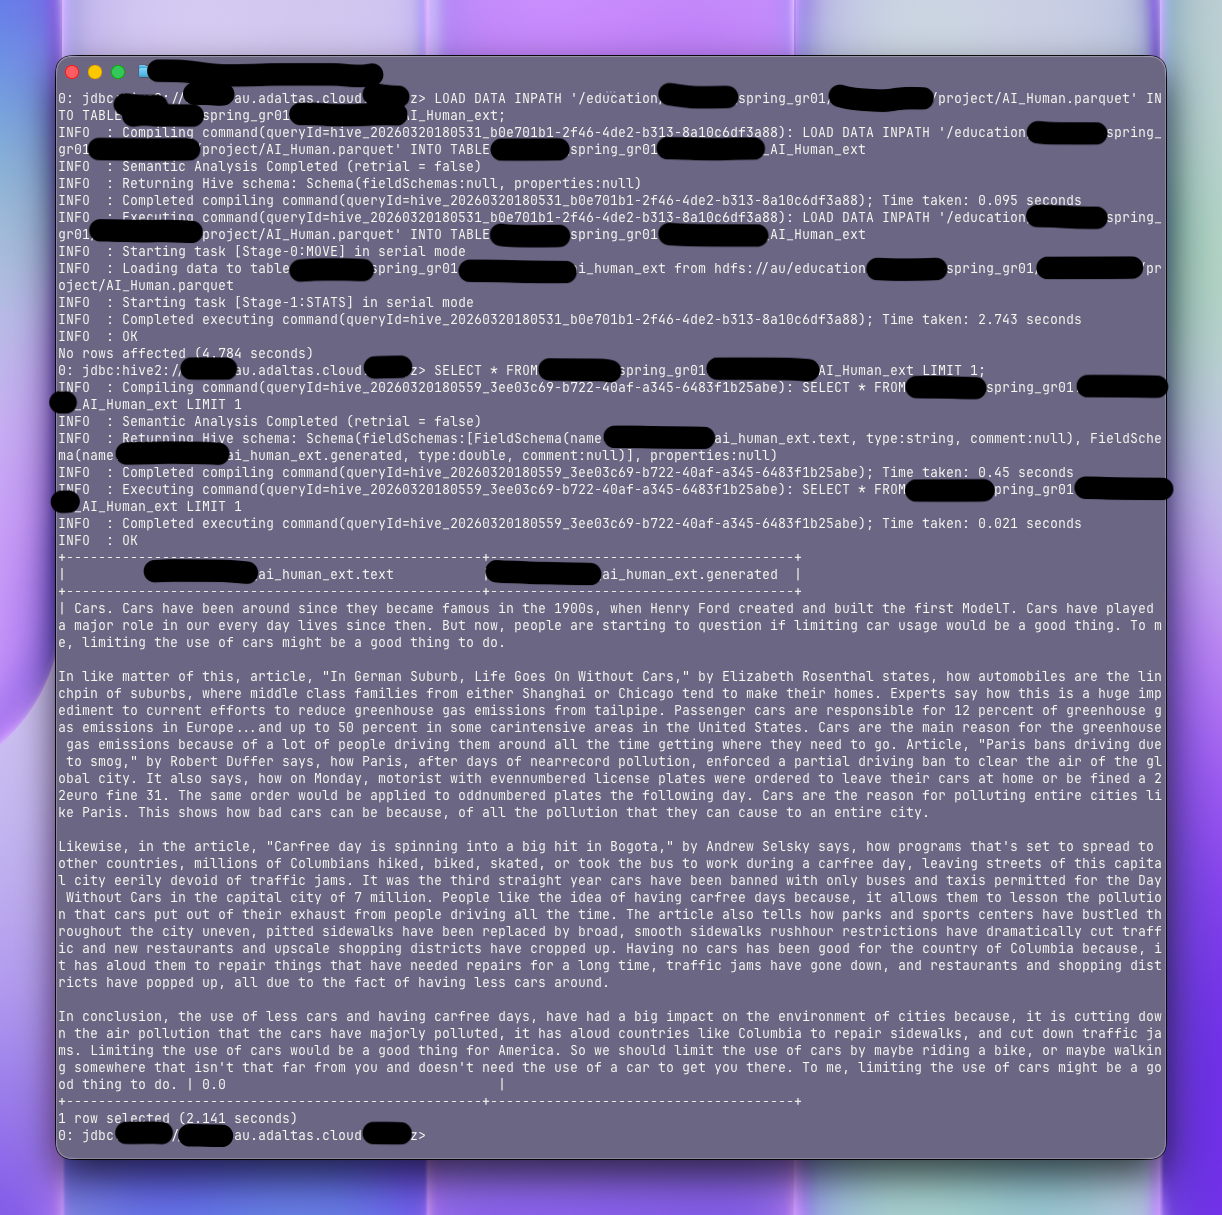 0: jdbc:hive2:// au.adaltas.cloud z> LOAD DATA INPATH '/education/ spring_gr01/ /project/AI_Human.parquet' IN
TO TABLE spring_gr01 AI_Human_ext;
INFO  : Compiling command(queryId=hive_20260320180531_b0e701b1-2f46-4de2-b313-8a10c6df3a88): LOAD DATA INPATH '/education spring_
gr01 project/AI_Human.parquet' INTO TABLE spring_gr01 _AI_Human_ext
INFO  : Semantic Analysis Completed (retrial = false)
INFO  : Returning Hive schema: Schema(fieldSchemas:null, properties:null)
INFO  : Completed compiling command(queryId=hive_20260320180531_b0e701b1-2f46-4de2-b313-8a10c6df3a88); Time taken: 0.095 seconds
INFO  : Executing command(queryId=hive_20260320180531_b0e701b1-2f46-4de2-b313-8a10c6df3a88): LOAD DATA INPATH '/education spring_
gr01/ project/AI_Human.parquet' INTO TABLE spring_gr01 AI_Human_ext
INFO  : Starting task [Stage-0:MOVE] in serial mode
INFO  : Loading data to table spring_gr01 i_human_ext from hdfs://au/education spring_gr01/ /pr
oject/AI_Human.parquet
INFO  : Starting task [Stage-1:STATS] in serial mode
INFO  : Completed executing command(queryId=hive_20260320180531_b0e701b1-2f46-4de2-b313-8a10c6df3a88); Time taken: 2.743 seconds
INFO  : OK
No rows affected (4.784 seconds)
0: jdbc:hive2:// au.adaltas.cloud z> SELECT * FROM spring_gr01 AI_Human_ext LIMIT 1;
INFO  : Compiling command(queryId=hive_20260320180559_3ee03c69-b722-40af-a345-6483f1b25abe): SELECT * FROM spring_gr01
_AI_Human_ext LIMIT 1
INFO  : Semantic Analysis Completed (retrial = false)
INFO  : Returning Hive schema: Schema(fieldSchemas:[FieldSchema(name ai_human_ext.text, type:string, comment:null), FieldSche
ma(name ai_human_ext.generated, type:double, comment:null)], properties:null)
INFO  : Completed compiling command(queryId=hive_20260320180559_3ee03c69-b722-40af-a345-6483f1b25abe); Time taken: 0.45 seconds
INFO  : Executing command(queryId=hive_20260320180559_3ee03c69-b722-40af-a345-6483f1b25abe): SELECT * FROM pring_gr01
_AI_Human_ext LIMIT 1
INFO  : Completed executing command(queryId=hive_20260320180559_3ee03c69-b722-40af-a345-6483f1b25abe); Time taken: 0.021 seconds
INFO  : OK
+----------------------------------------------------+--------------------------------------+
| ai_human_ext.text | ai_human_ext.generated |
+----------------------------------------------------+--------------------------------------+
| Cars. Cars have been around since they became famous in the 1900s, when Henry Ford created and built the first ModelT. Cars have played
a major role in our every day lives since then. But now, people are starting to question if limiting car usage would be a good thing. To m
e, limiting the use of cars might be a good thing to do.

In like matter of this, article, "In German Suburb, Life Goes On Without Cars," by Elizabeth Rosenthal states, how automobiles are the lin
chpin of suburbs, where middle class families from either Shanghai or Chicago tend to make their homes. Experts say how this is a huge imp
ediment to current efforts to reduce greenhouse gas emissions from tailpipe. Passenger cars are responsible for 12 percent of greenhouse g
as emissions in Europe...and up to 50 percent in some carintensive areas in the United States. Cars are the main reason for the greenhouse
 gas emissions because of a lot of people driving them around all the time getting where they need to go. Article, "Paris bans driving due
 to smog," by Robert Duffer says, how Paris, after days of nearrecord pollution, enforced a partial driving ban to clear the air of the gl
obal city. It also says, how on Monday, motorist with evennumbered license plates were ordered to leave their cars at home or be fined a 2
2euro fine 31. The same order would be applied to oddnumbered plates the following day. Cars are the reason for polluting entire cities li
ke Paris. This shows how bad cars can be because, of all the pollution that they can cause to an entire city.

Likewise, in the article, "Carfree day is spinning into a big hit in Bogota," by Andrew Selsky says, how programs that's set to spread to
other countries, millions of Columbians hiked, biked, skated, or took the bus to work during a carfree day, leaving streets of this capita
l city eerily devoid of traffic jams. It was the third straight year cars have been banned with only buses and taxis permitted for the Day
 Without Cars in the capital city of 7 million. People like the idea of having carfree days because, it allows them to lesson the pollutio
n that cars put out of their exhaust from people driving all the time. The article also tells how parks and sports centers have bustled th
roughout the city uneven, pitted sidewalks have been replaced by broad, smooth sidewalks rushhour restrictions have dramatically cut traff
ic and new restaurants and upscale shopping districts have cropped up. Having no cars has been good for the country of Columbia because, i
t has aloud them to repair things that have needed repairs for a long time, traffic jams have gone down, and restaurants and shopping dist
ricts have popped up, all due to the fact of having less cars around.

In conclusion, the use of less cars and having carfree days, have had a big impact on the environment of cities because, it is cutting dow
n the air pollution that the cars have majorly polluted, it has aloud countries like Columbia to repair sidewalks, and cut down traffic ja
ms. Limiting the use of cars would be a good thing for America. So we should limit the use of cars by maybe riding a bike, or maybe walkin
g somewhere that isn't that far from you and doesn't need the use of a car to get you there. To me, limiting the use of cars might be a go
od thing to do. | 0.0 |
+----------------------------------------------------+--------------------------------------+
1 row selected (2.141 seconds)
0: jdbc / au.adaltas.cloud z>